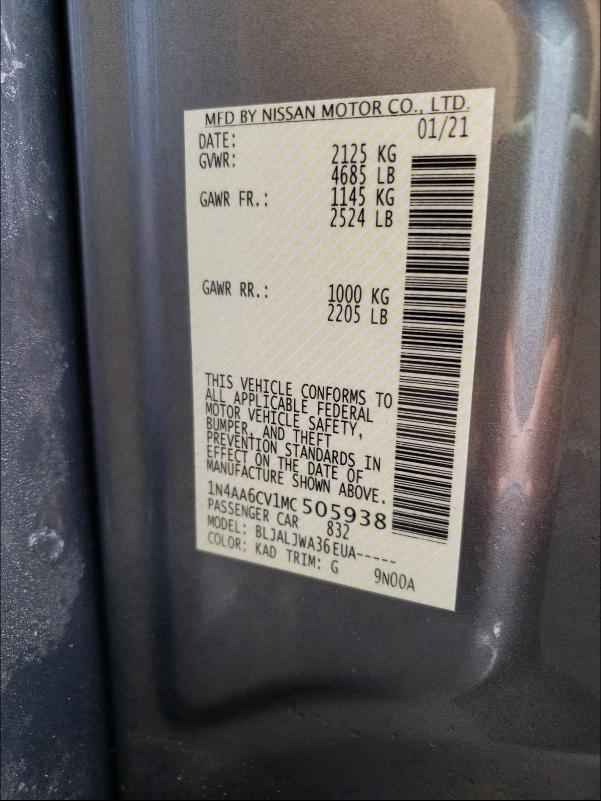 MFD BY NISSAN MOTOR CO., LTD.
DATE: 01/21
GVWR: 2125 KG
4685 LB
GAWR FR.: 1145 KG
2524 LB
GAWR RR.: 1000 KG
2205 LB
THIS VEHICLE CONFORMS TO
ALL APPLICABLE FEDERAL
MOTOR VEHICLE SAFETY,
BUMPER, AND THEFT
PREVENTION STANDARDS IN
EFFECT ON THE DATE OF
MANUFACTURE SHOWN ABOVE.
1N4AA6CV1MC505938
PASSENGER CAR 832
MODEL: BLJALJWA36EUA-----
COLOR: KAD TRIM: G 9N00A